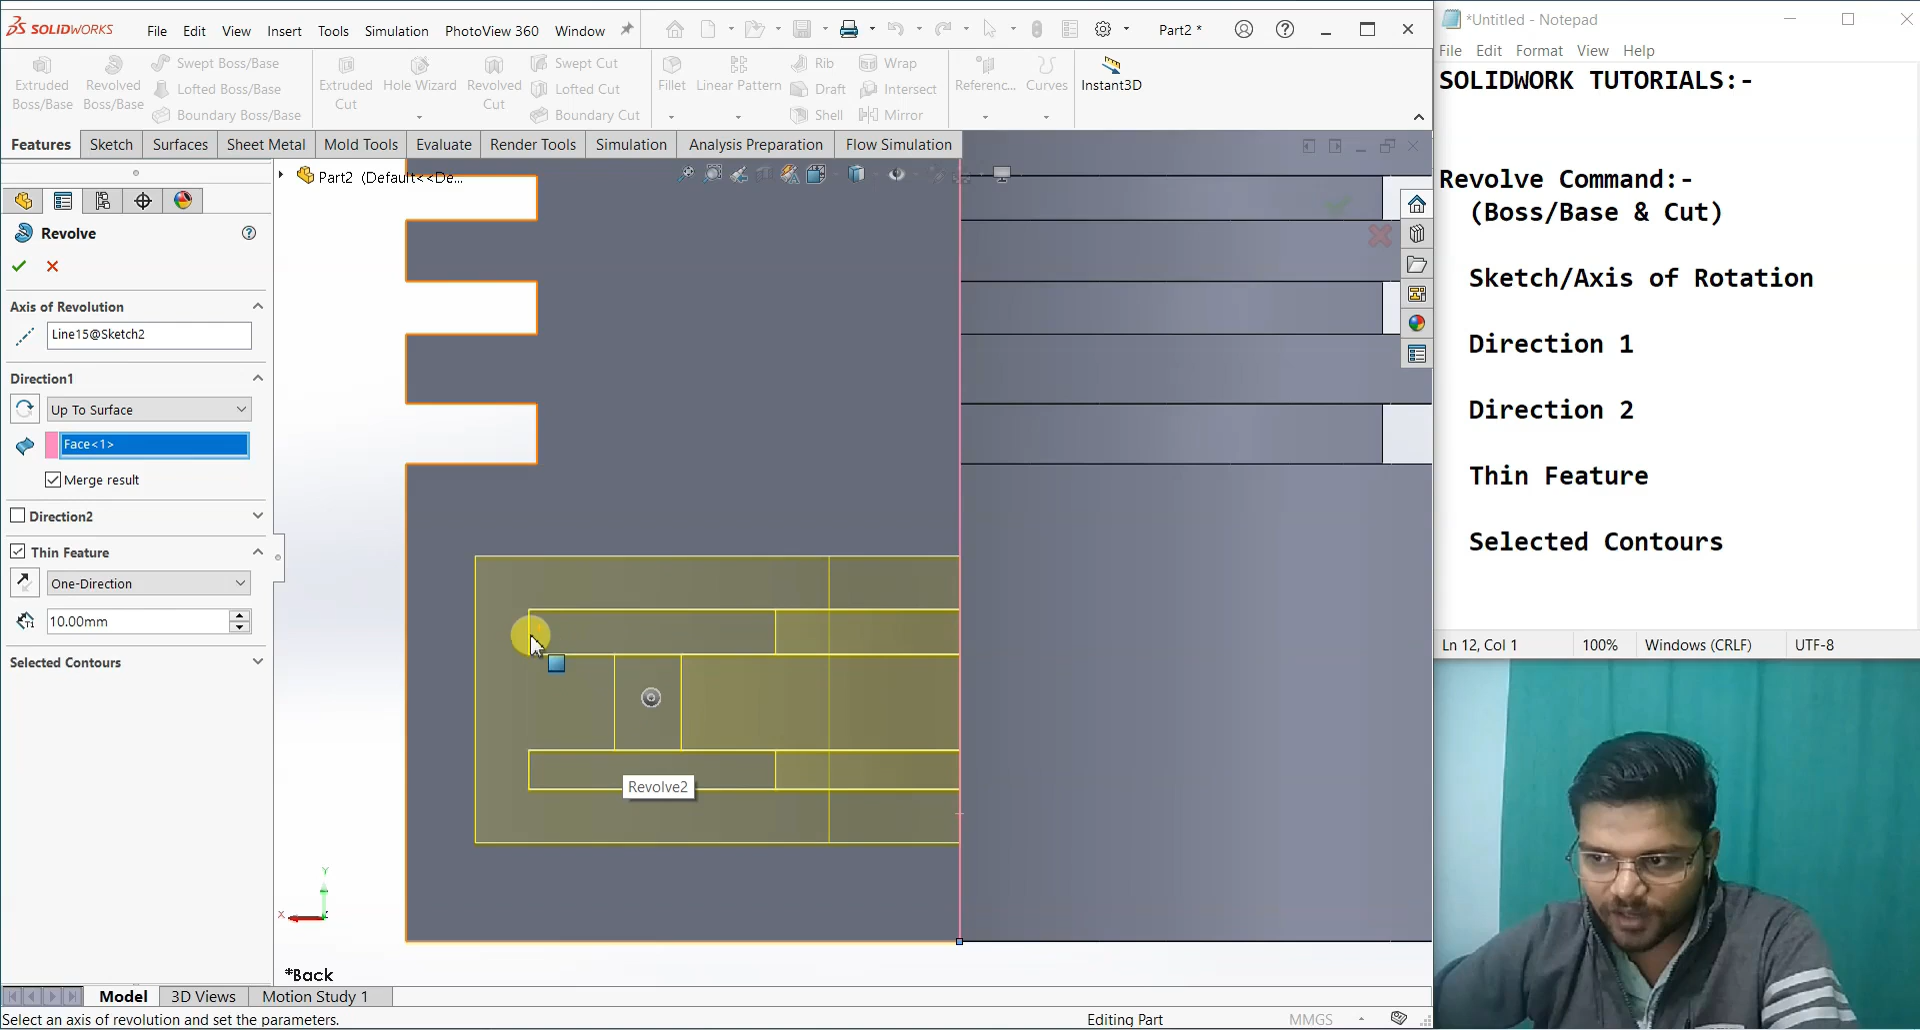 SOLIDWORKS File Edit View Insert Tools Simulation PhotoView 360 Window Part2 *
Extruded Boss/Base
Revolved Boss/Base
Swept Boss/Base
Lofted Boss/Base
Boundary Boss/Base
Extruded Cut
Hole Wizard
Revolved Cut
Swept Cut
Lofted Cut
Boundary Cut
Fillet
Linear Pattern
Rib
Draft
Shell
Wrap
Intersect
Mirror
Referenc...
Curves
Instant3D
Features Sketch Surfaces Sheet Metal Mold Tools Evaluate Render Tools Simulation Analysis Preparation Flow Simulation
Part2 (Default<<De...
Revolve
Axis of Revolution
Line15@Sketch2
Direction1
Up To Surface
Face<1>
Merge result
Direction2
Thin Feature
One-Direction
T1
10.00mm
Selected Contours
Revolve2
Y
X
*Back
Model 3D Views Motion Study 1
Select an axis of revolution and set the parameters. Editing Part MMGS
*Untitled - Notepad
File Edit Format View Help
SOLIDWORK TUTORIALS:-
Revolve Command:-
(Boss/Base & Cut)
Sketch/Axis of Rotation
Direction 1
Direction 2
Thin Feature
Selected Contours
Ln 12, Col 1 100% Windows (CRLF) UTF-8